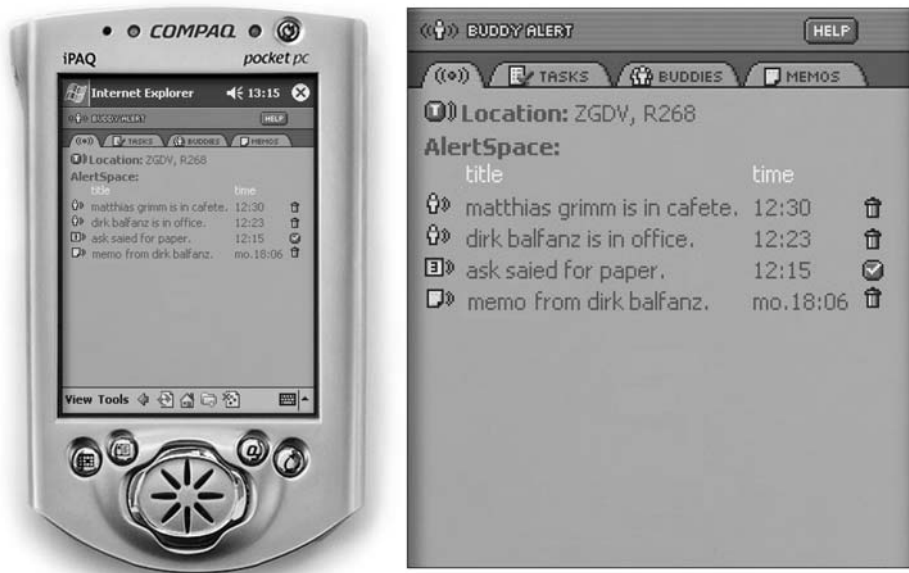 COMPAQ
iPAQ pocket pc
Internet Explorer 13:15
BUDDY ALERT HELP
((o)) TASKS BUDDIES MEMOS
Location: ZGDV, R268
AlertSpace:
title time
matthias grimm is in cafete. 12:30
dirk balfanz is in office. 12:23
3 ask saied for paper. 12:15
memo from dirk balfanz. mo.18:06
View Tools
BUDDY ALERT HELP
((o)) TASKS BUDDIES MEMOS
Location: ZGDV, R268
AlertSpace:
title time
matthias grimm is in cafete. 12:30
dirk balfanz is in office. 12:23
3 ask saied for paper. 12:15
memo from dirk balfanz. mo.18:06